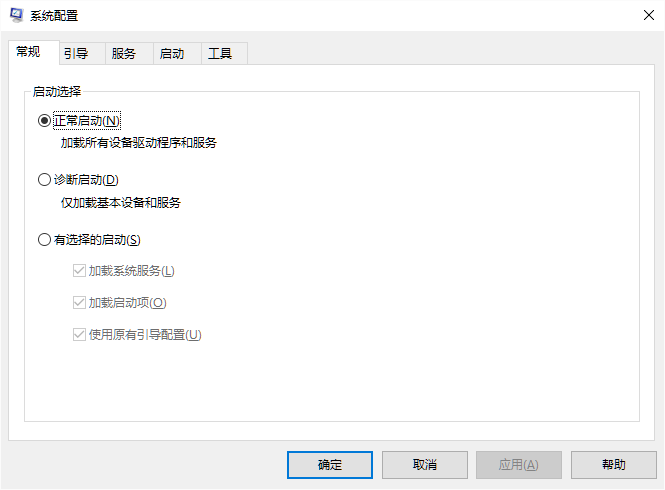 系统配置
常规 引导 服务 启动 工具
启动选择
正常启动(N)
加载所有设备驱动程序和服务
诊断启动(D)
仅加载基本设备和服务
有选择的启动(S)
加载系统服务(L)
加载启动项(O)
使用原有引导配置(U)
确定 取消 应用(A) 帮助